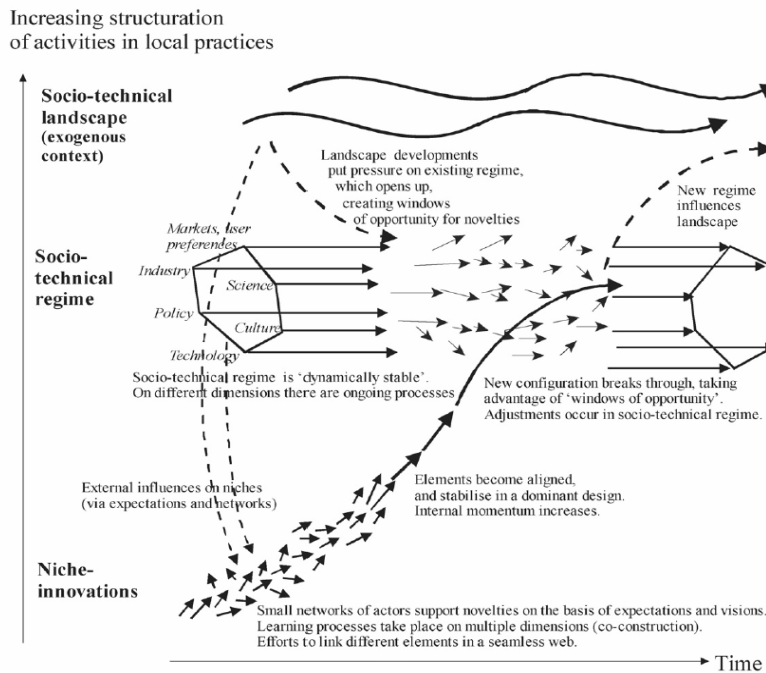 Increasing structuration
of activities in local practices
Socio-technical
landscape
(exogenous
context)
Landscape developments
put pressure on existing regime,
which opens up,
creating windows
of opportunity for novelties
New regime
influences
landscape
Markets, user
preferences
Socio-
technical
regime
Industry
Science
Policy
Culture
Technology
Socio-technical regime is ‘dynamically stable’.
On different dimensions there are ongoing processes
New configuration breaks through, taking
advantage of ‘windows of opportunity’.
Adjustments occur in socio-technical regime.
External influences on niches
(via expectations and networks)
Elements become aligned,
and stabilise in a dominant design.
Internal momentum increases.
Niche-
innovations
Small networks of actors support novelties on the basis of expectations and visions.
Learning processes take place on multiple dimensions (co-construction).
Efforts to link different elements in a seamless web.
Time